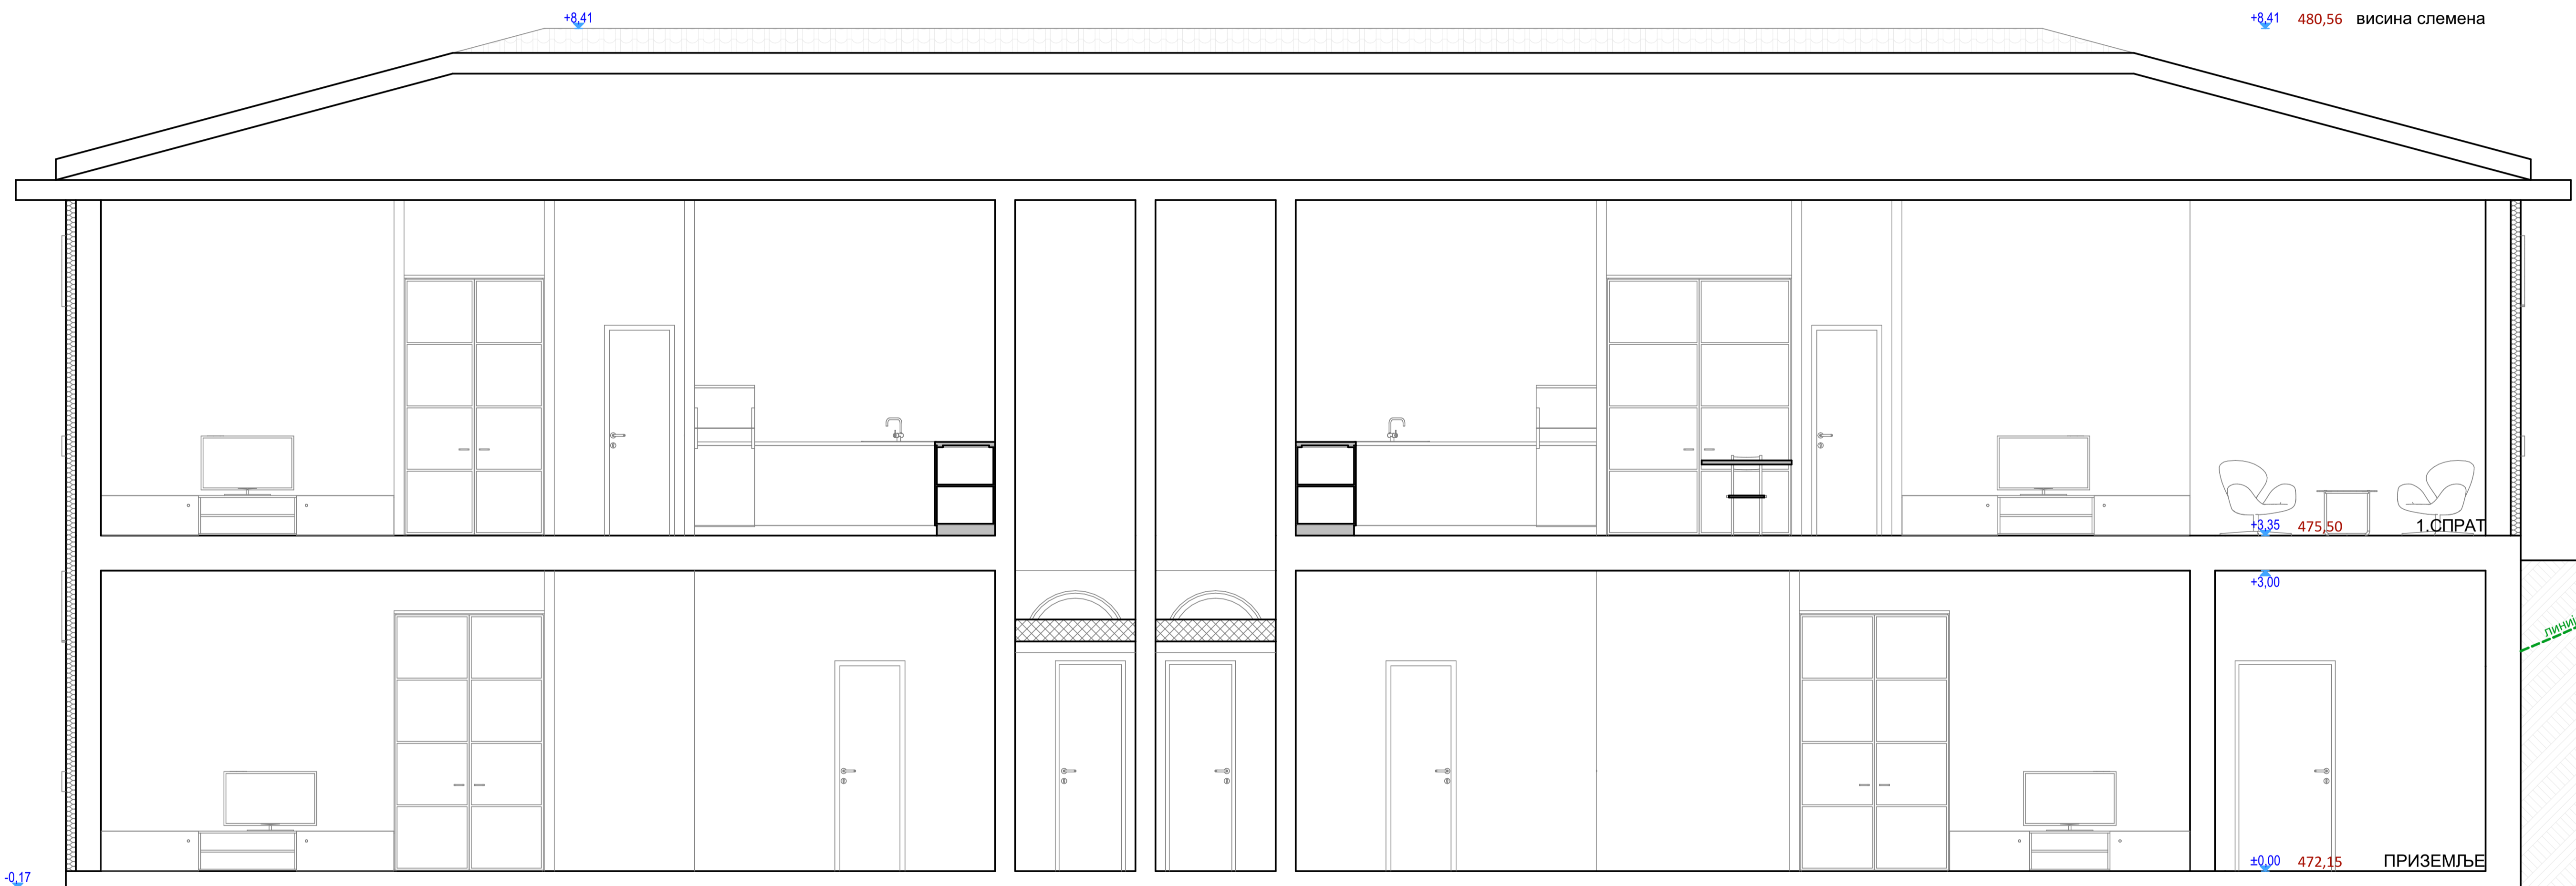 +8,41
+8,41 480,56 висина слемена
+3,35 475,50 1.СПРАТ
+3,00
±0,00 472,15 ПРИЗЕМЉЕ
-0,17